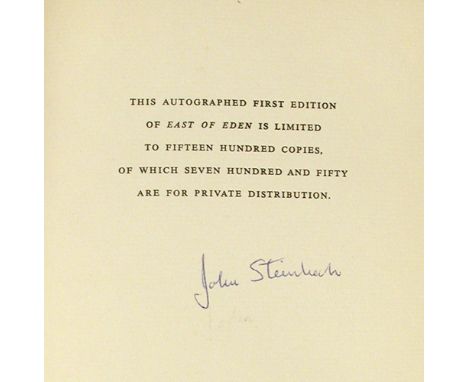 THIS AUTOGRAPHED FIRST EDITION
OF EAST OF EDEN IS LIMITED
TO FIFTEEN HUNDRED COPIES,
OF WHICH SEVEN HUNDRED AND FIFTY
ARE FOR PRIVATE DISTRIBUTION.
John Steinbeck